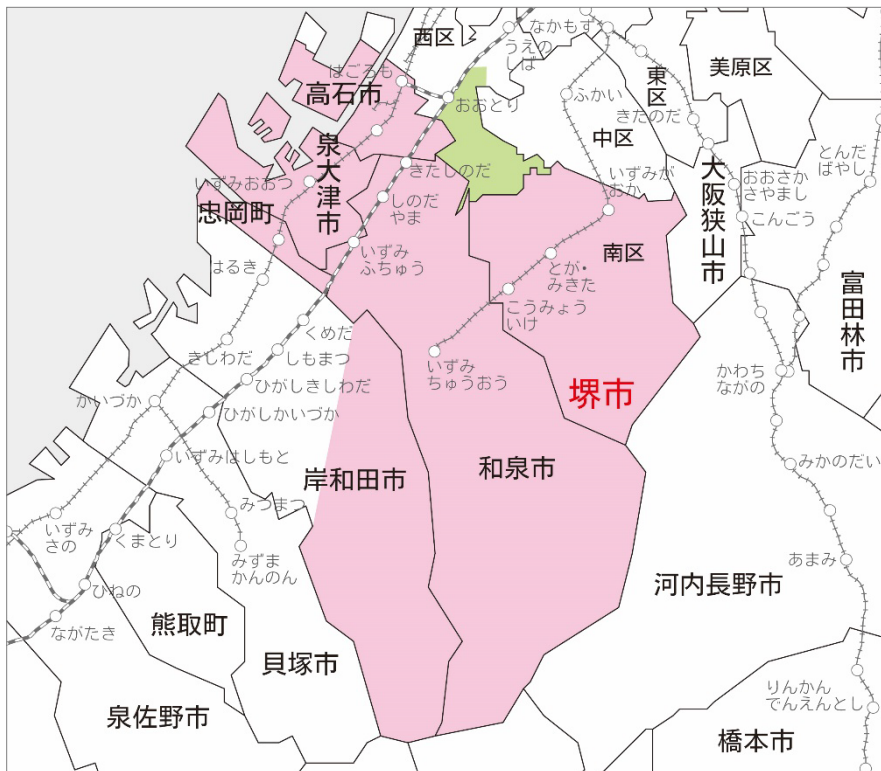 西区
なかもず
うえの
しば
はごろも
高石市
おおとり
東区
美原区
ふかい
きたのだ
中区
とんだ
ばやし
泉大津市
きたしのだ
いずみおおつ
しのだ
やま
いずみが
おか
大阪狭山市
おおさか
さやまし
こんごう
忠岡町
いずみ
ふちゅう
南区
はるき
とが・
みきた
こうみょう
いけ
富田林市
くめだ
きしわだ
しもまつ
いずみ
ちゅうおう
ひがしきしわだ
堺市
かわち
ながの
かいづか
ひがしかいづか
いずみはしもと
岸和田市
和泉市
みかのだい
みつまつ
いずみ
さの
くまとり
みずま
かんのん
あまみ
ひねの
河内長野市
ながたき
熊取町
貝塚市
りんかん
でんえんとし
泉佐野市
橋本市